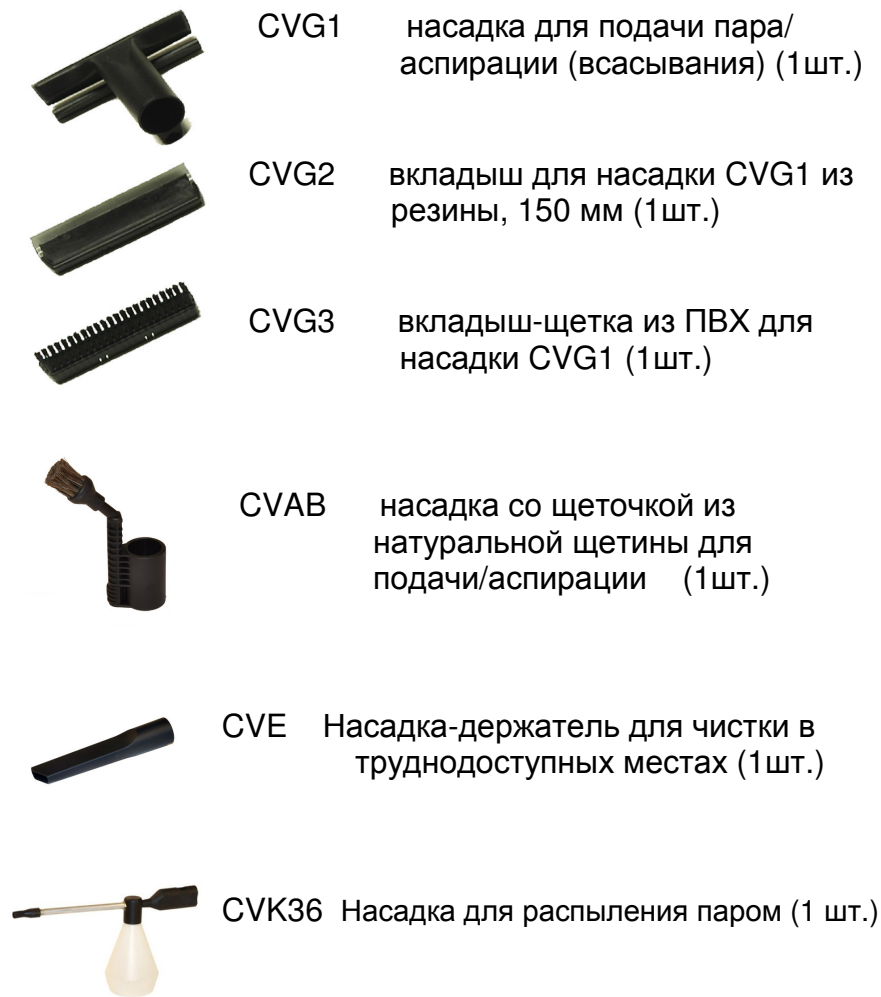 CVG1 насадка для подачи пара/
аспирации (всасывания) (1шт.)
CVG2 вкладыш для насадки CVG1 из
резины, 150 мм (1шт.)
CVG3 вкладыш-щетка из ПВХ для
насадки CVG1 (1шт.)
CVAB насадка со щеточкой из
натуральной щетины для
подачи/аспирации (1шт.)
CVE Насадка-держатель для чистки в
труднодоступных местах (1шт.)
CVK36 Насадка для распыления паром (1 шт.)